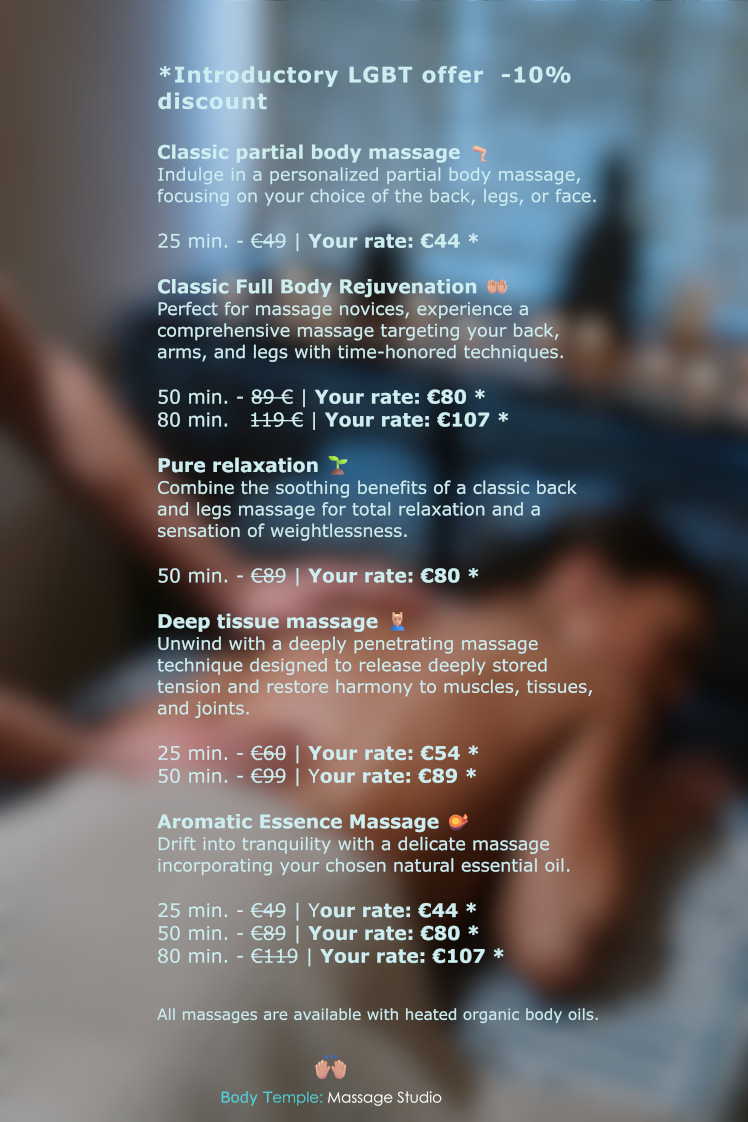 *Introductory LGBT offer  -10%
discount
Classic partial body massage 🦵🏼
Indulge in a personalized partial body massage,
focusing on your choice of the back, legs, or face.
25 min. - €49 | Your rate: €44 *
Classic Full Body Rejuvenation 👐🏼
Perfect for massage novices, experience a
comprehensive massage targeting your back,
arms, and legs with time-honored techniques.
50 min. - 89 € | Your rate: €80 *
80 min.   119 € | Your rate: €107 *
Pure relaxation 🌱
Combine the soothing benefits of a classic back
and legs massage for total relaxation and a
sensation of weightlessness.
50 min. - €89 | Your rate: €80 *
Deep tissue massage 💆🏼‍♂️
Unwind with a deeply penetrating massage
technique designed to release deeply stored
tension and restore harmony to muscles, tissues,
and joints.
25 min. - €60 | Your rate: €54 *
50 min. - €99 | Your rate: €89 *
Aromatic Essence Massage 🪔
Drift into tranquility with a delicate massage
incorporating your chosen natural essential oil.
25 min. - €49 | Your rate: €44 *
50 min. - €89 | Your rate: €80 *
80 min. - €119 | Your rate: €107 *
All massages are available with heated organic body oils.
Body Temple: Massage Studio